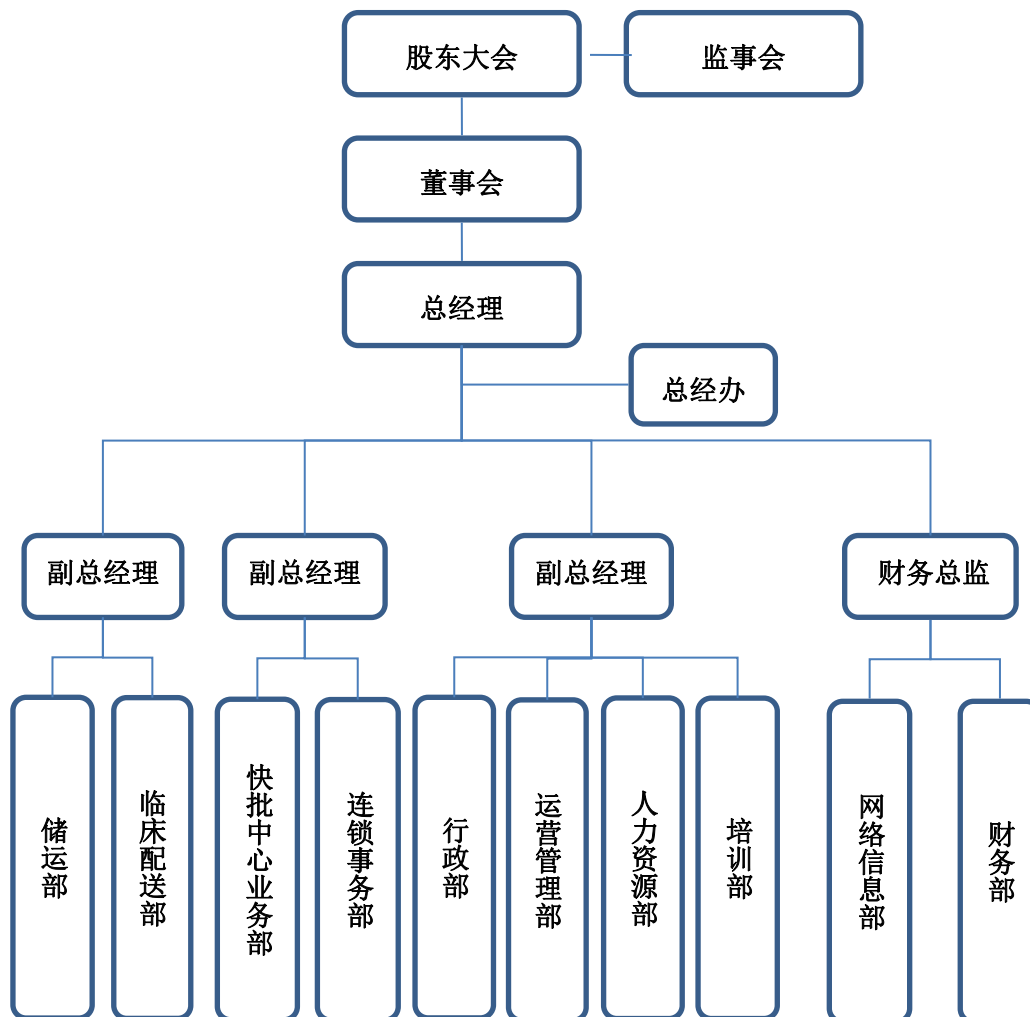 股东大会
监事会
董事会
总经理
总经办
副总经理
副总经理
副总经理
财务总监
储运部
临床配送部
快批中心业务部
连锁事务部
行政部
运营管理部
人力资源部
培训部
网络信息部
财务部